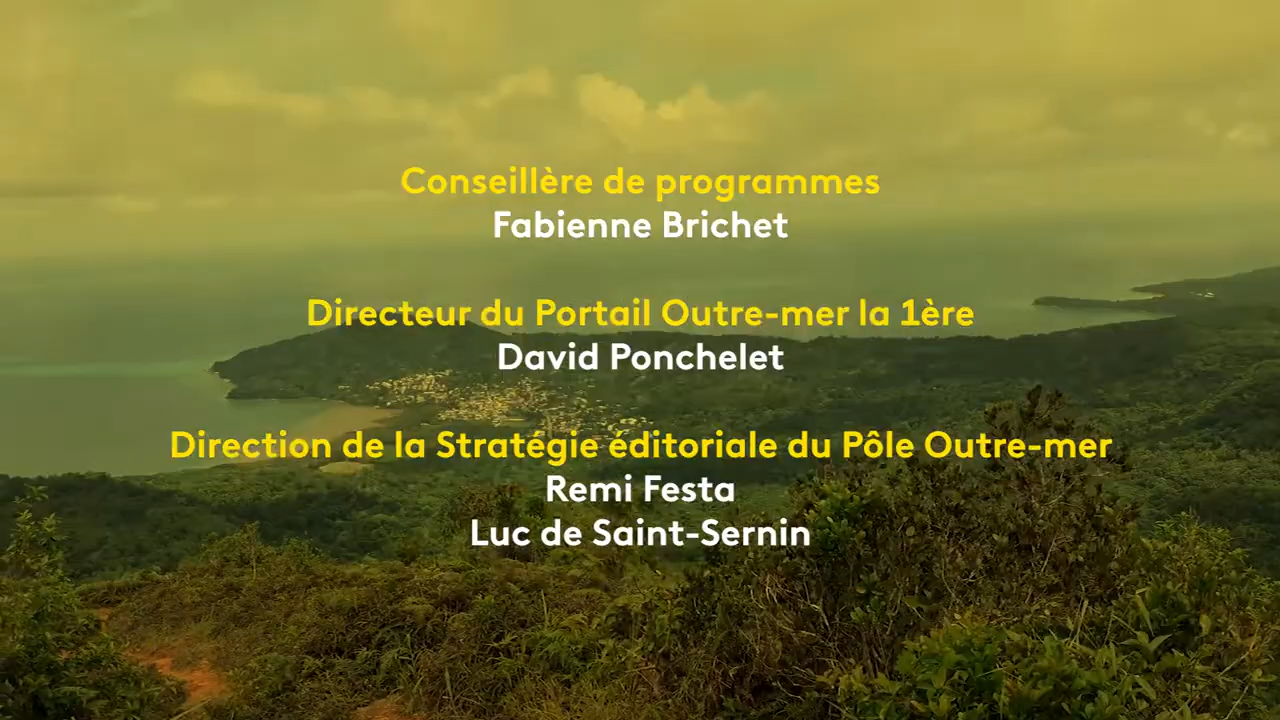 Conseillère de programmes
Fabienne Brichet
Directeur du Portail Outre-mer la 1ère
David Ponchelet
Direction de la Stratégie éditoriale du Pôle Outre-mer
Remi Festa
Luc de Saint-Sernin